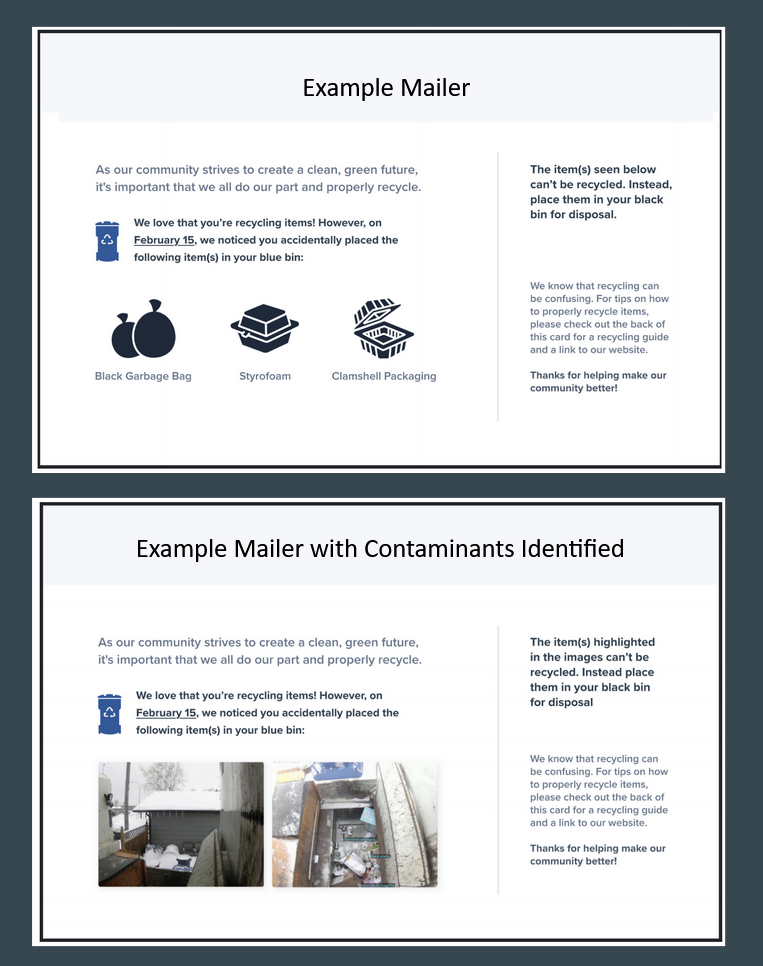 Example Mailer
As our community strives to create a clean, green future,
it's important that we all do our part and properly recycle.
We love that you're recycling items! However, on
February 15, we noticed you accidentally placed the
following item(s) in your blue bin:
Black Garbage Bag
Styrofoam
Clamshell Packaging
The item(s) seen below
can't be recycled. Instead,
place them in your black
bin for disposal.
We know that recycling can
be confusing. For tips on how
to properly recycle items,
please check out the back of
this card for a recycling guide
and a link to our website.
Thanks for helping make our
community better!
Example Mailer with Contaminants Identified
As our community strives to create a clean, green future,
it's important that we all do our part and properly recycle.
We love that you're recycling items! However, on
February 15, we noticed you accidentally placed the
following item(s) in your blue bin:
The item(s) highlighted
in the images can't be
recycled. Instead place
them in your black bin
for disposal
We know that recycling can
be confusing. For tips on how
to properly recycle items,
please check out the back of
this card for a recycling guide
and a link to our website.
Thanks for helping make our
community better!